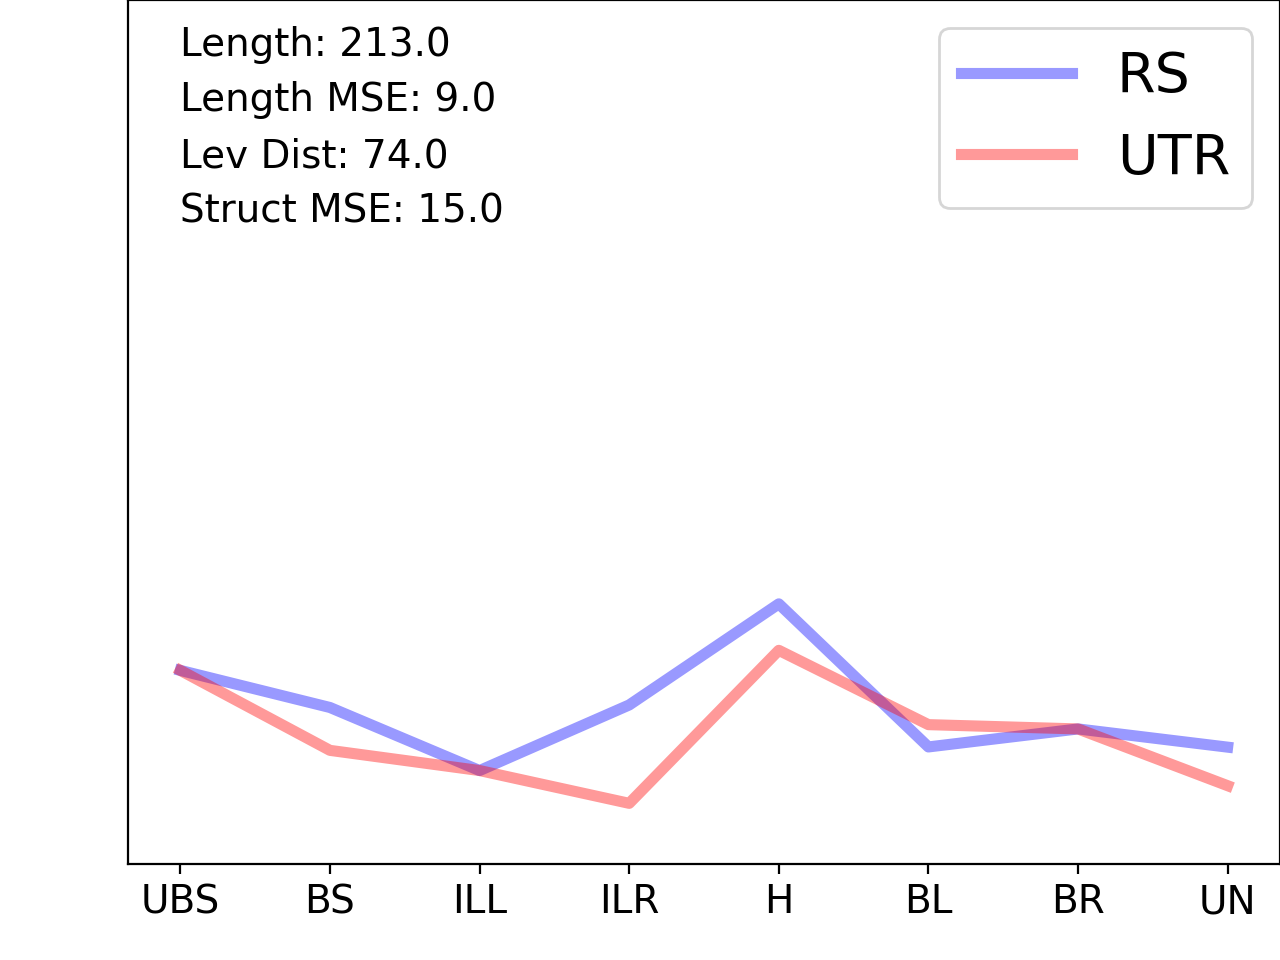 Length: 213.0
Length MSE: 9.0
Lev Dist: 74.0
Struct MSE: 15.0
RS
UTR
UBS BS ILL ILR H BL BR UN